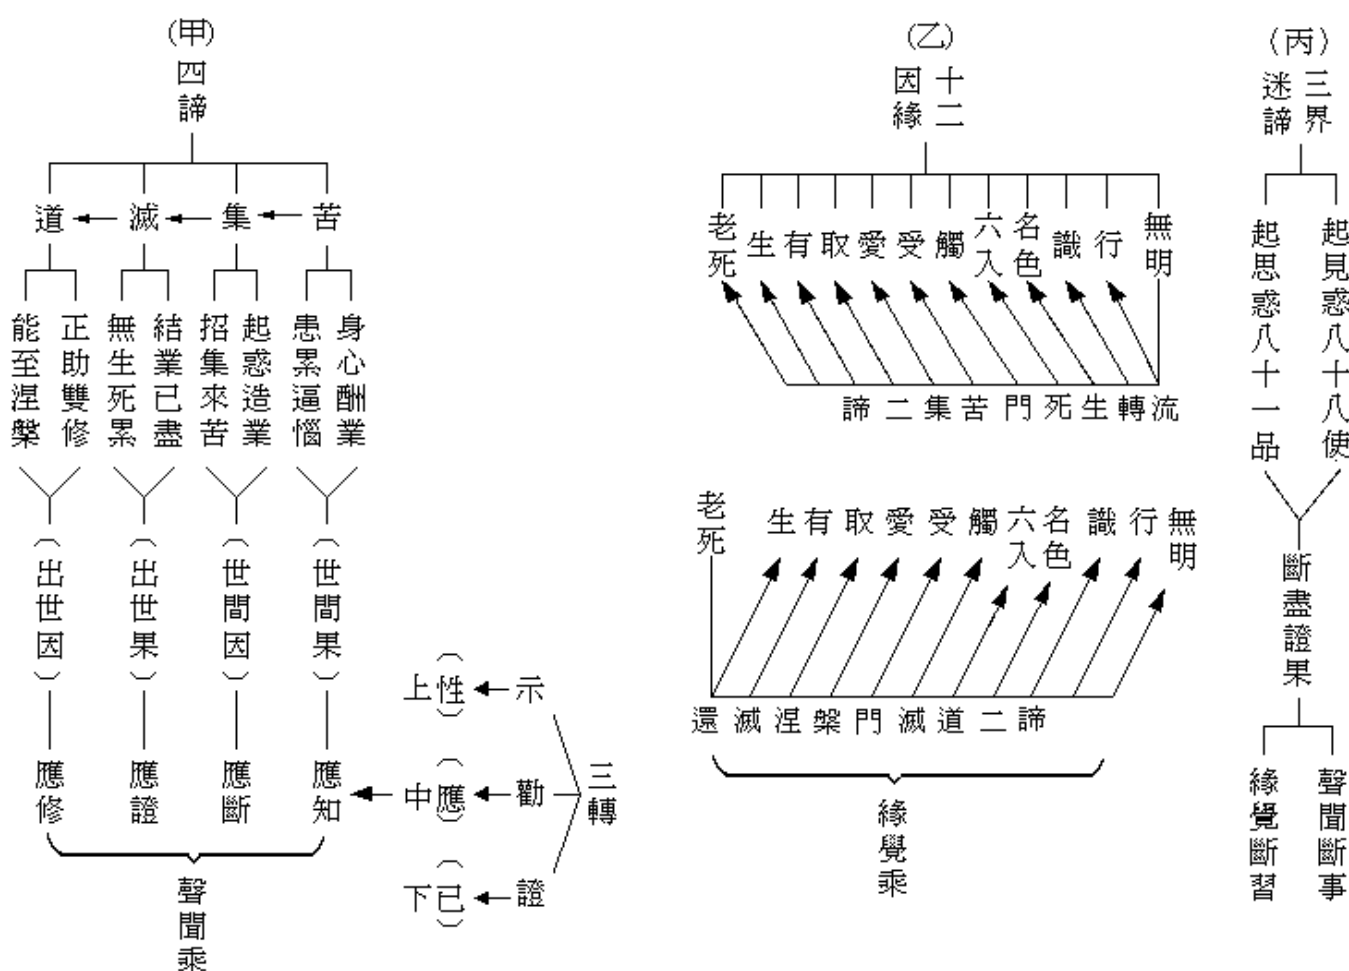 (甲)
四諦
苦
集
滅
道
身心酬業
患累逼惱
起惑造業
招集來苦
結業已盡
無生死累
正助雙修
能至涅槃
(世間果)
(世間因)
(出世果)
(出世因)
應知
應斷
應證
應修
聲聞乘
三轉
示
勸
證
(性)
(應)
(已)
上
中
下
(乙)
十二
因緣
無明
行
識
名色
六入
觸
受
愛
取
有
生
老死
流轉生死門苦集二諦
老死
生
有
取
愛
受
觸
六入
名色
識
行
無明
還滅涅槃門滅道二諦
緣覺乘
(丙)
三界
迷諦
起見惑八十八使
起思惑八十一品
斷盡證果
聲聞斷事
緣覺斷習